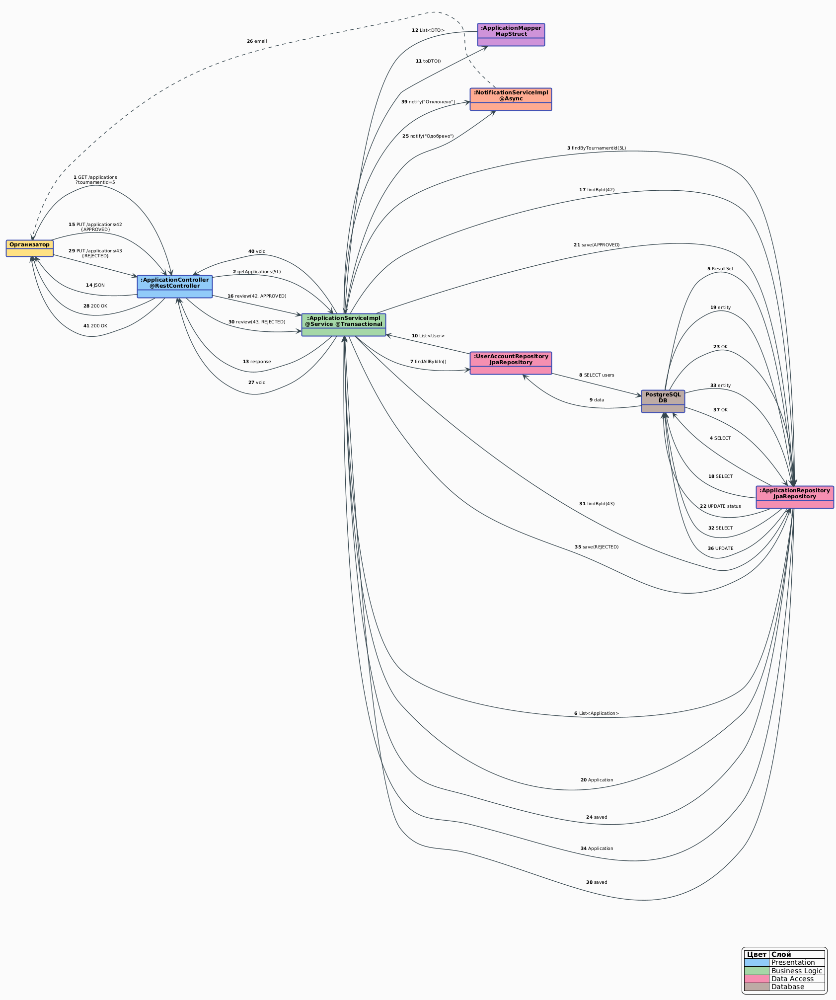 :ApplicationMapper
MapStruct
12 List<DTO>
26 email
11 toDTO()
:NotificationServiceImpl
@Async
39 notify("Отклонено")
25 notify("Одобрено")
3 findByTournamentId(5L)
1 GET /applications
?tournamentId=5
17 findById(42)
15 PUT /applications/42
{APPROVED}
Организатор
21 save(APPROVED)
29 PUT /applications/43
{REJECTED}
40 void
2 getApplications(5L)
5 ResultSet
:ApplicationController
@RestController
14 JSON
16 review(42, APPROVED)
28 200 OK
19 entity
:ApplicationServiceImpl
@Service @Transactional
30 review(43, REJECTED)
41 200 OK
10 List<User>
23 OK
:UserAccountRepository
JpaRepository
13 response
7 findAllByIdIn()
8 SELECT users
27 void
33 entity
PostgreSQL
DB
9 data
37 OK
4 SELECT
18 SELECT
:ApplicationRepository
JpaRepository
31 findById(43)
22 UPDATE status
32 SELECT
35 save(REJECTED)
36 UPDATE
6 List<Application>
20 Application
24 saved
34 Application
38 saved
Цвет Слой
Presentation
Business Logic
Data Access
Database